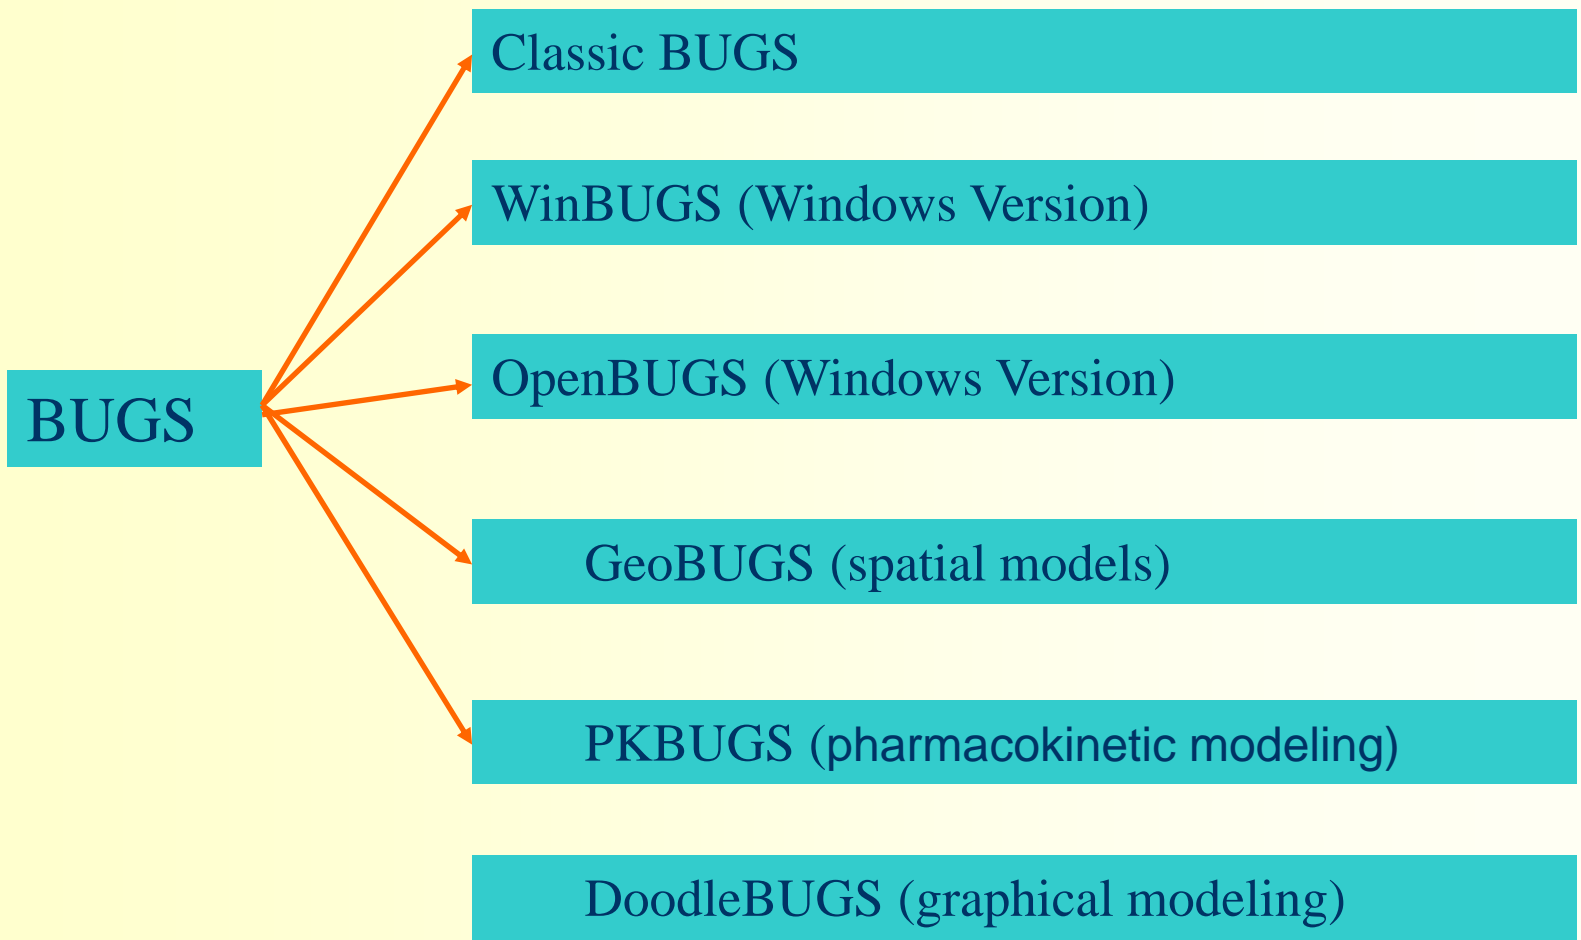 Classic BUGS
WinBUGS (Windows Version)
OpenBUGS (Windows Version)
BUGS
GeoBUGS (spatial models)
PKBUGS (pharmacokinetic modeling)
DoodleBUGS (graphical modeling)